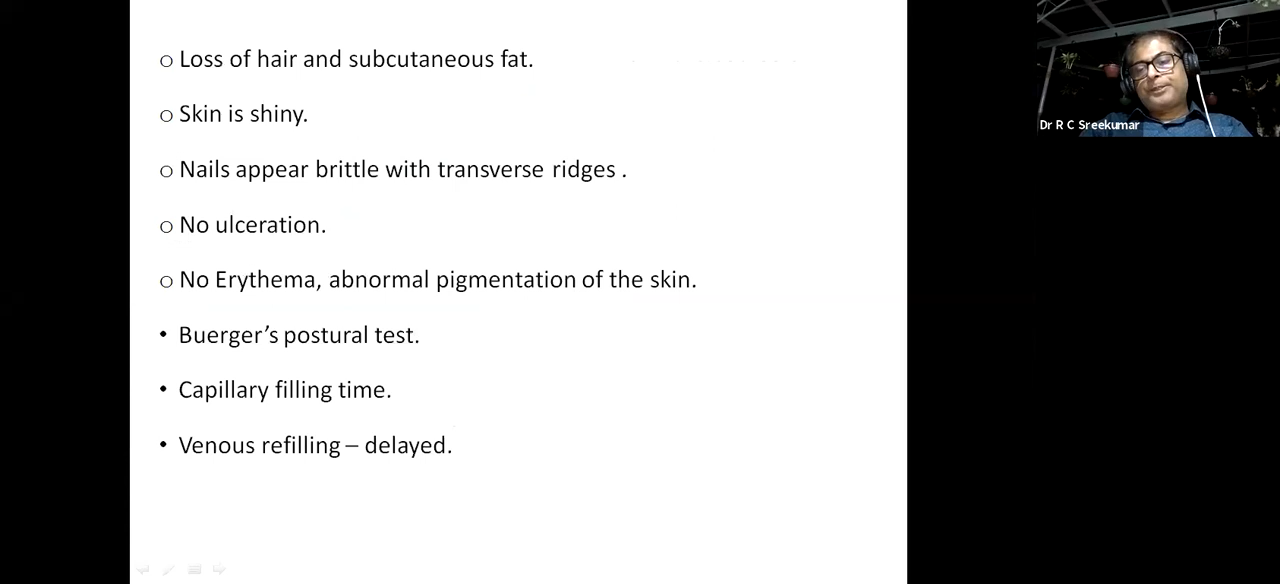 o Loss of hair and subcutaneous fat.
o Skin is shiny.
o Nails appear brittle with transverse ridges .
o No ulceration.
o No Erythema, abnormal pigmentation of the skin.
• Buerger’s postural test.
• Capillary filling time.
• Venous refilling – delayed.
Dr R C Sreekumar